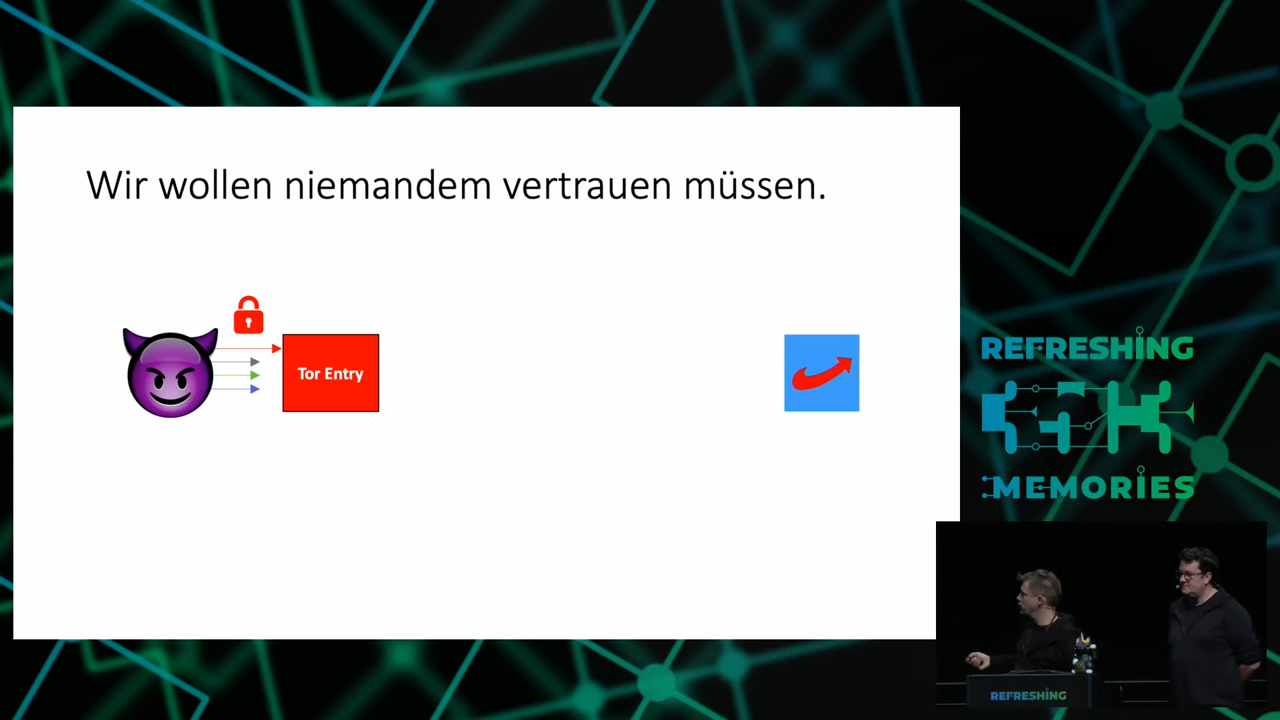 Wir wollen niemandem vertrauen müssen.
Tor Entry
REFRESHING
MEMORIES
REFRESHING